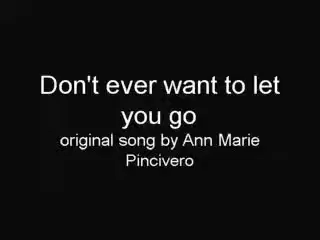 Don't ever want to let
you go
original song by Ann Marie
Pincivero